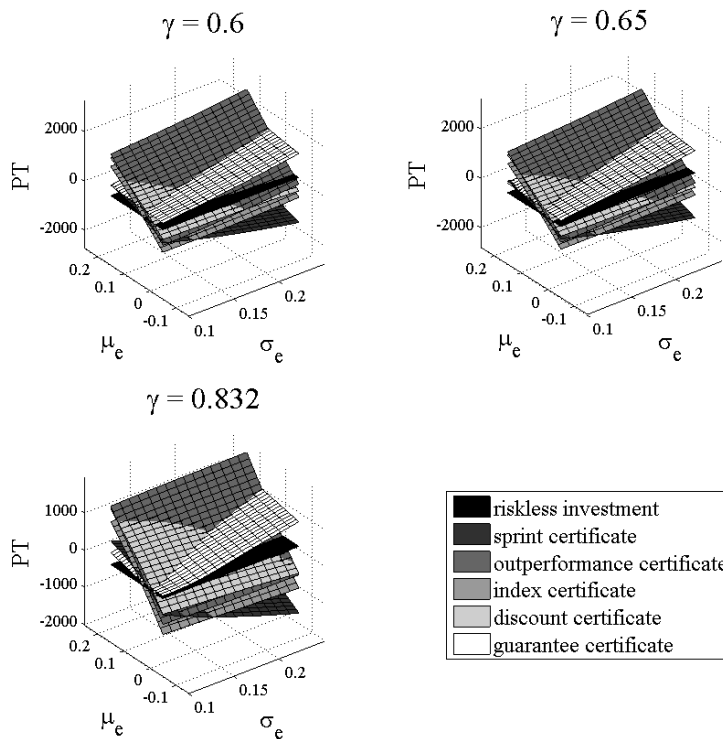 γ = 0.6
γ = 0.65
PT
2000
0
-2000
0.2
0.1
0
-0.1
μe
0.1
0.15
0.2
σe
PT
2000
0
-2000
0.2
0.1
0
-0.1
μe
0.1
0.15
0.2
σe
γ = 0.832
PT
1000
0
-1000
-2000
0.2
0.1
0
-0.1
μe
0.1
0.15
0.2
σe
riskless investment
sprint certificate
outperformance certificate
index certificate
discount certificate
guarantee certificate